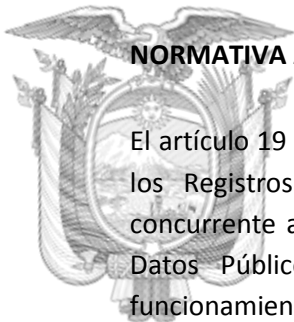 NORMATIVA
El artículo 19
los Registros
concurrente a
Datos Públic
funcionamien